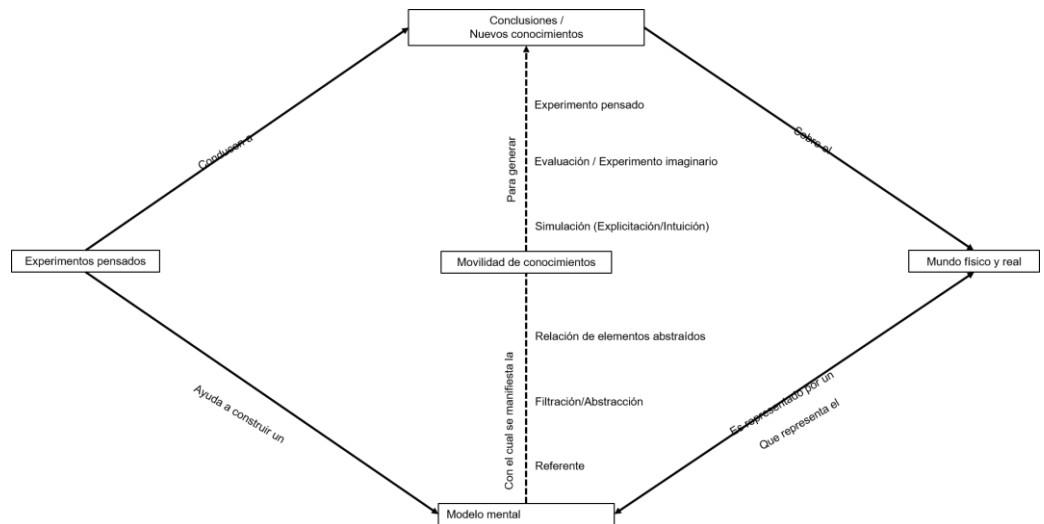 Conclusiones /
Nuevos conocimientos
Experimento pensado
Conducen a
Sobre el
Para generar
Evaluación / Experimento imaginario
Simulación (Explicitación/Intuición)
Experimentos pensados
Movilidad de conocimientos
Mundo físico y real
Relación de elementos abstraídos
Ayuda a construir un
Con el cual se manifiesta la
Filtración/Abstracción
Es representado por un
Que representa el
Referente
Modelo mental